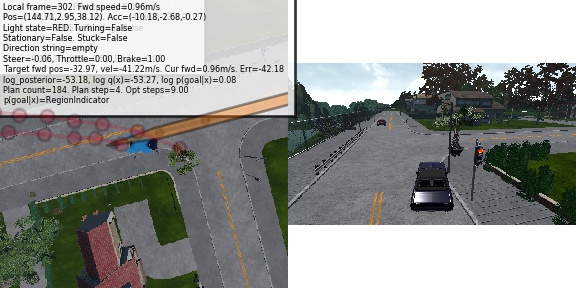 Local frame=302: Fwd speed=0.96m/s
Pos=(144.71,2.95,38.12). Acc=(-10.18,-2.68,-0.27)
Light state=RED. Turning=False
Stationary=False. Stuck=False
Direction string=empty
Steer=-0.06, Throttle=0.00, Brake=1.00
Target fwd pos=-32.97, vel=-41.22m/s. Cur fwd=0.96m/s. Err=-42.18
log_posterior=-53.18, log q(x)=-53.27, log p(goal|x)=0.08
Plan count=184. Plan step=4. Opt steps=9.00
p(goal|x)=RegionIndicator